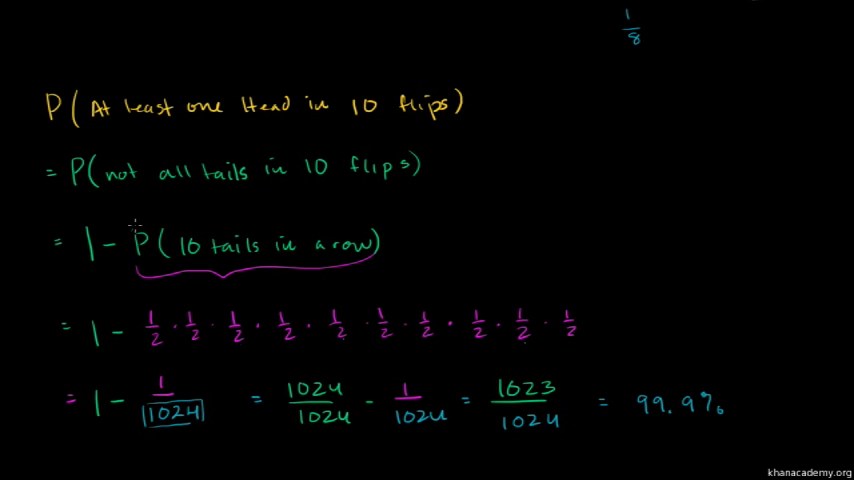 1/8
P(At least one Head in 10 flips)
= P(not all tails in 10 flips)
= 1 - P(10 tails in a row)
= 1 - 1/2 · 1/2 · 1/2 · 1/2 · 1/2 · 1/2 · 1/2 · 1/2 · 1/2 · 1/2
= 1 - 1/1024 = 1024/1024 - 1/1024 = 1023/1024 = 99.9%
khanacademy.org